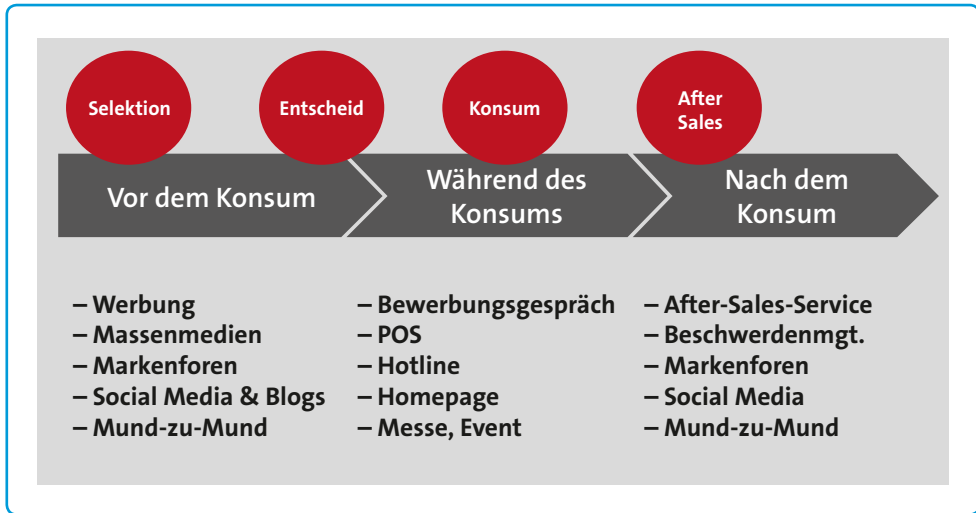 Selektion
Entscheid
Konsum
After
Sales
Vor dem Konsum
Während des
Konsums
Nach dem
Konsum
– Werbung
– Massenmedien
– Markenforen
– Social Media & Blogs
– Mund-zu-Mund
– Bewerbungsgespräch
– POS
– Hotline
– Homepage
– Messe, Event
– After-Sales-Service
– Beschwerdenmgt.
– Markenforen
– Social Media
– Mund-zu-Mund